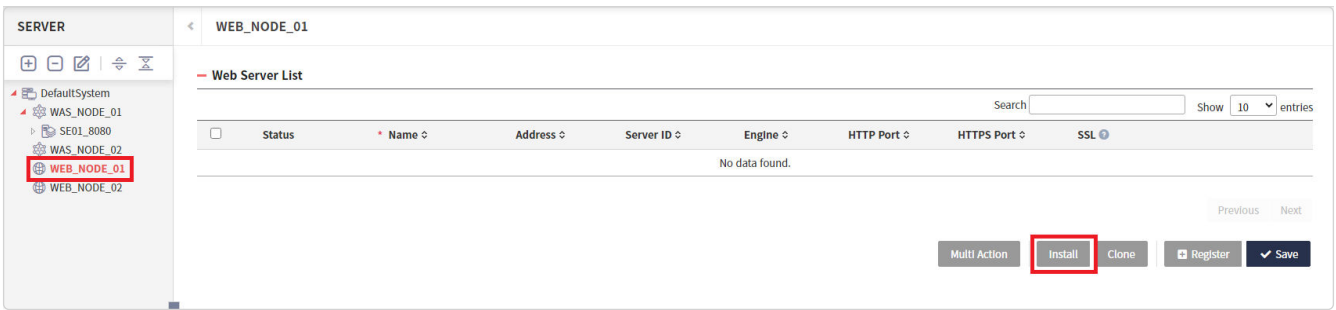 SERVER
WEB_NODE_01
DefaultSystem
WAS_NODE_01
SE01_8080
WAS_NODE_02
WEB_NODE_01
WEB_NODE_02
Web Server List
Search Show 10 entries
Status * Name Address Server ID Engine HTTP Port HTTPS Port SSL ?
No data found.
Previous Next
Multi Action Install Clone Register Save